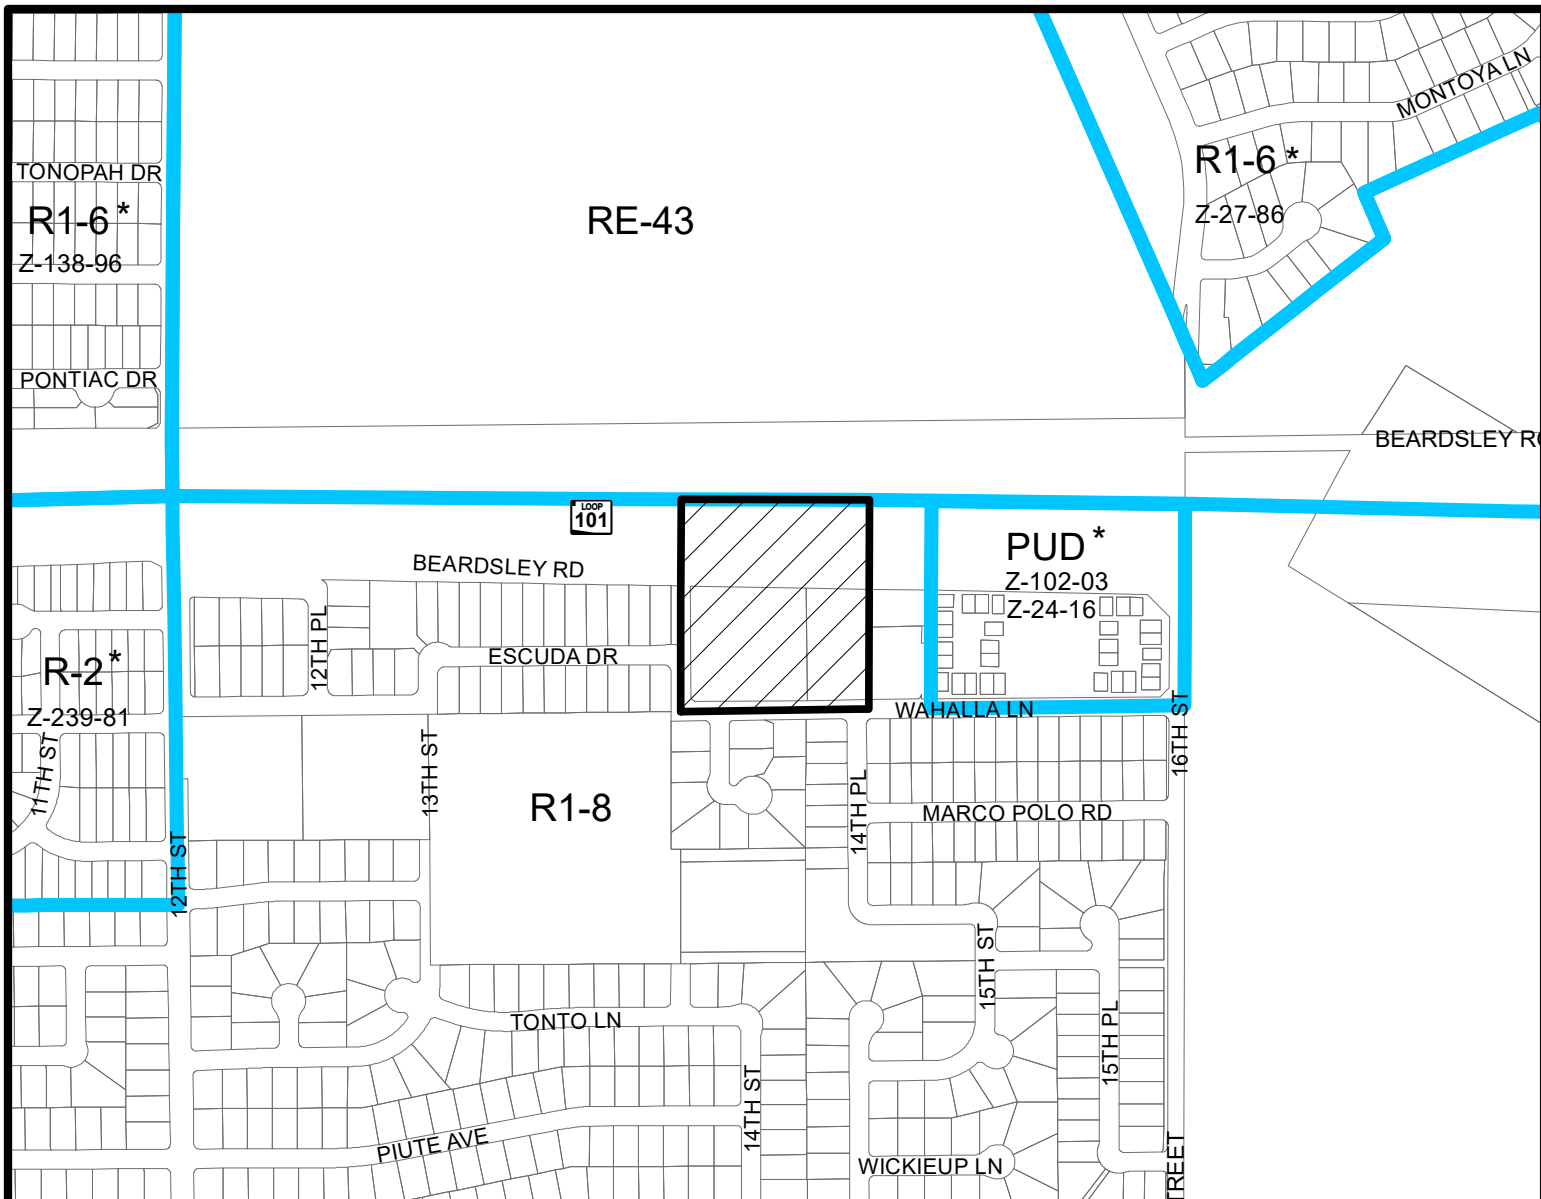 MONTOYA LN
TONOPAH DR
R1-6 *
Z-138-96
RE-43
R1-6 *
Z-27-86
PONTIAC DR
BEARDSLEY
LOOP
101
BEARDSLEY RD
PUD *
Z-102-03
Z-24-16
12TH PL
ESCUDA DR
R-2 *
Z-239-81
WAHALLA LN
16TH ST
11TH ST
13TH ST
R1-8
14TH PL
MARCO POLO RD
12TH ST
15TH ST
TONTO LN
15TH PL
14TH ST
PIUTE AVE
WICKIEUP LN
TREET